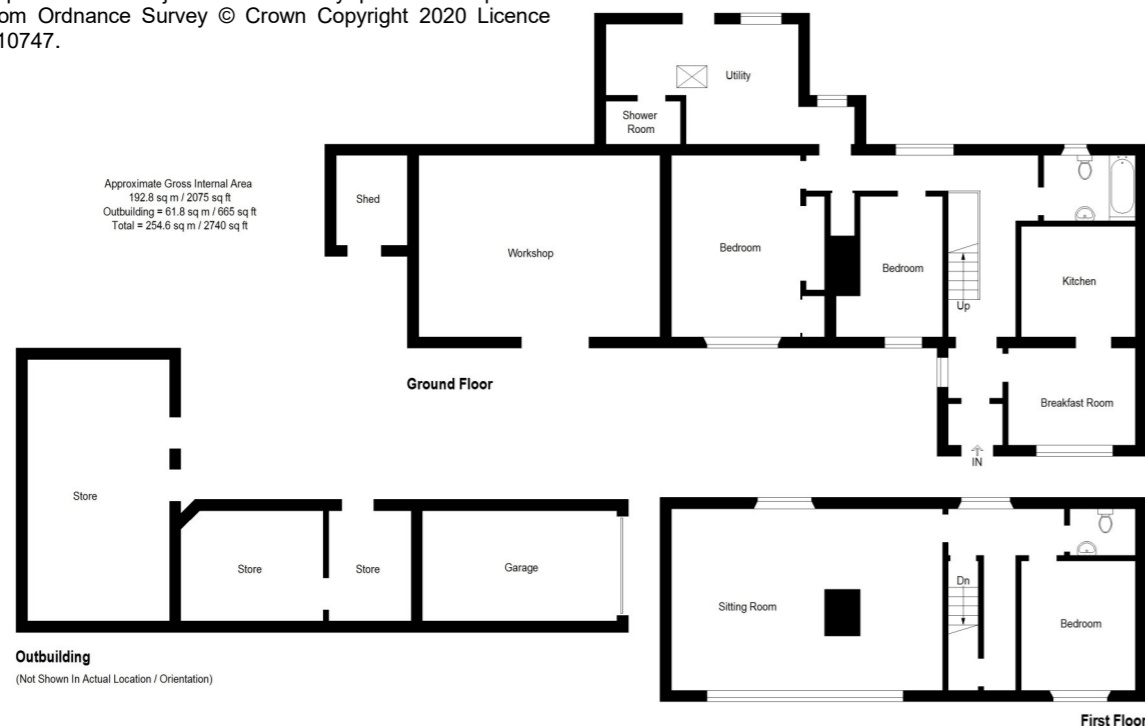 om Ordnance Survey © Crown Copyright 2020 Licence
10747.
Utility
Shower
Room
Approximate Gross Internal Area
192.8 sq m / 2075 sq ft
Outbuilding = 61.8 sq m / 665 sq ft
Total = 254.6 sq m / 2740 sq ft
Shed
Workshop
Bedroom
Bedroom
Up
Kitchen
Ground Floor
Breakfast Room
IN
Store
Store
Store
Garage
Sitting Room
Dn
Bedroom
Outbuilding
(Not Shown In Actual Location / Orientation)
First Floor